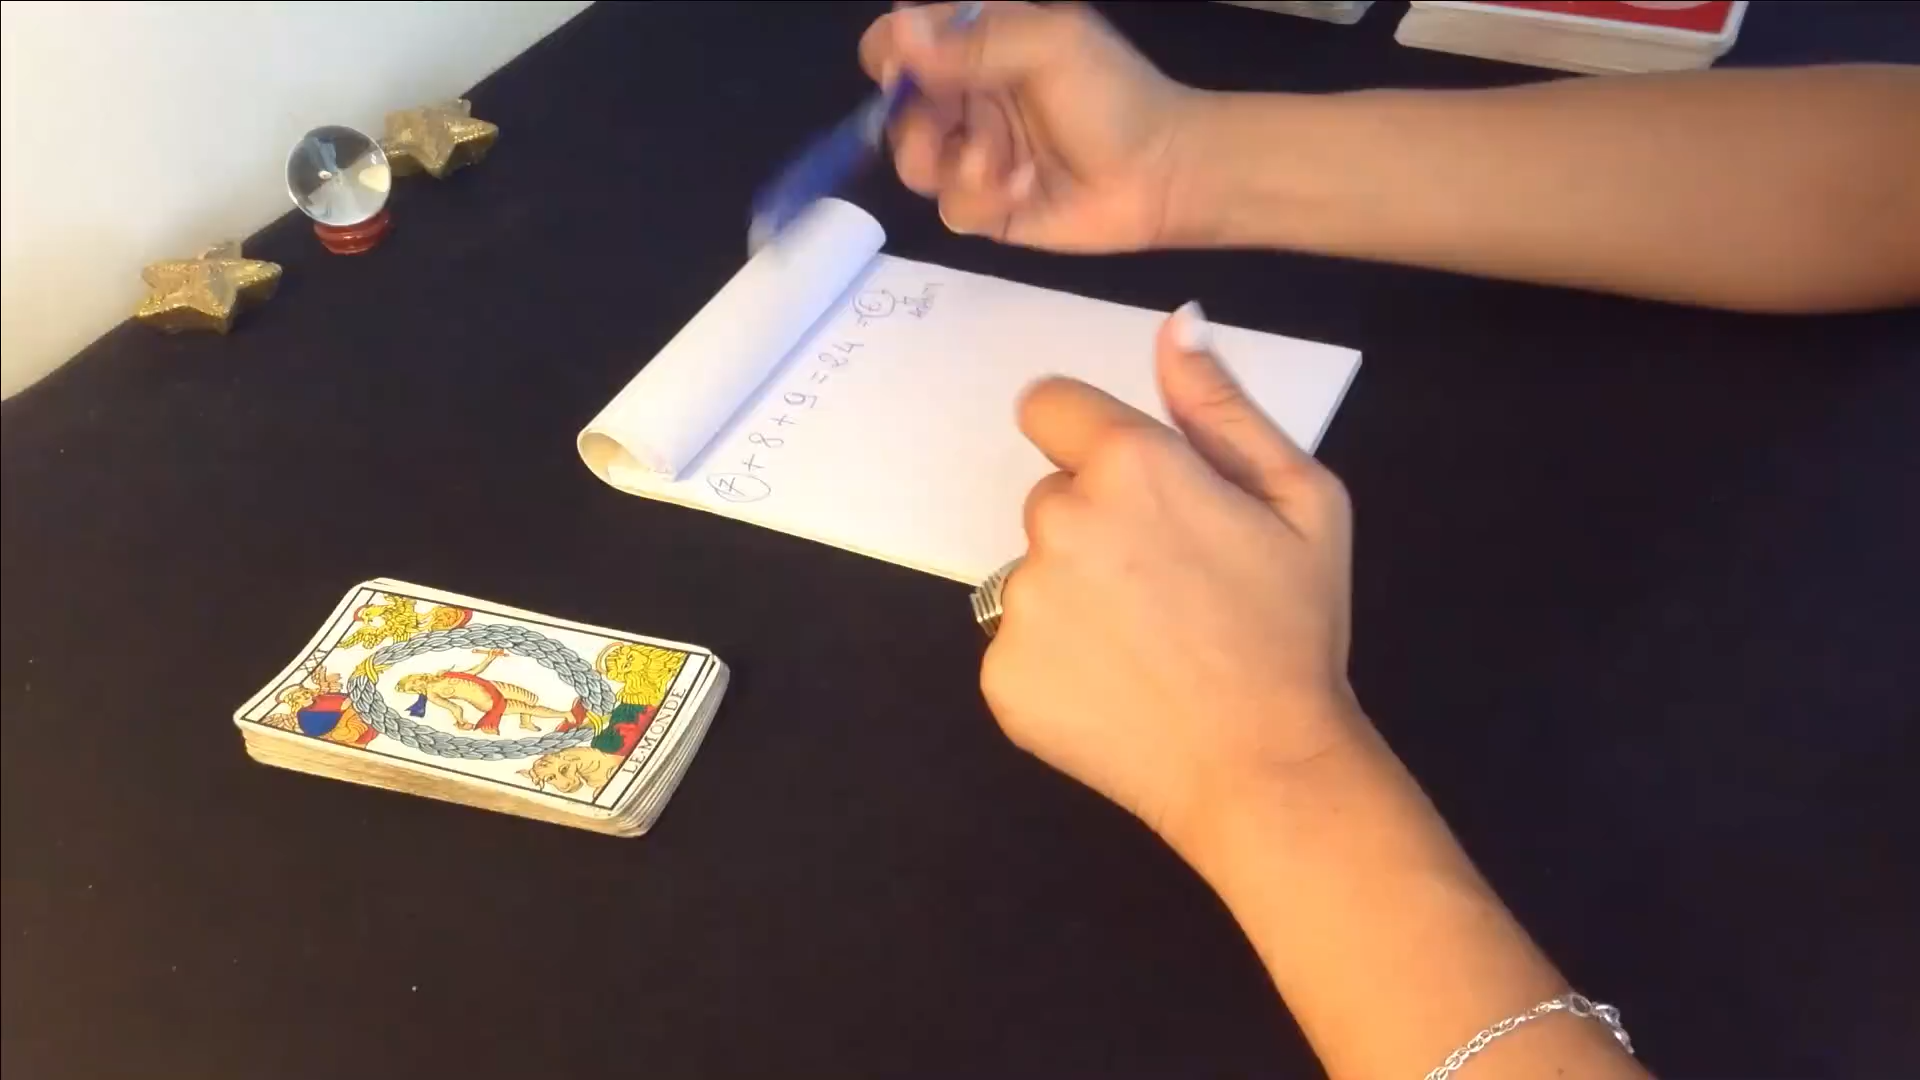 7 + 8 + 9 = 24 = 6
XXI
LE·MONDE